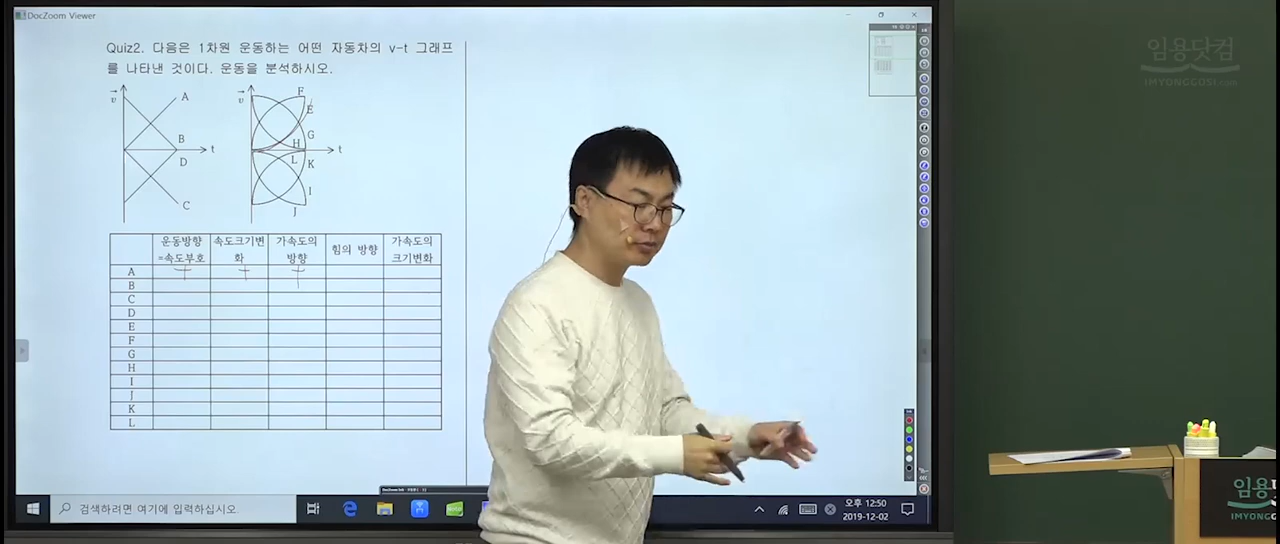 DocZoom Viewer
Quiz2. 다음은 1차원 운동하는 어떤 자동차의 v-t 그래프
를 나타낸 것이다. 운동을 분석하시오.
v
A
B
D
C
t
v
F
E
G
H
L
K
I
J
t
운동방향
=속도부호
속도크기변
화
가속도의
방향
힘의 방향
가속도의
크기변화
A
B
C
D
E
F
G
H
I
J
K
L
검색하려면 여기에 입력하십시오.
오후 12:50
2019-12-02
임용닷컴
IMYONGCOSI.com
임용닷